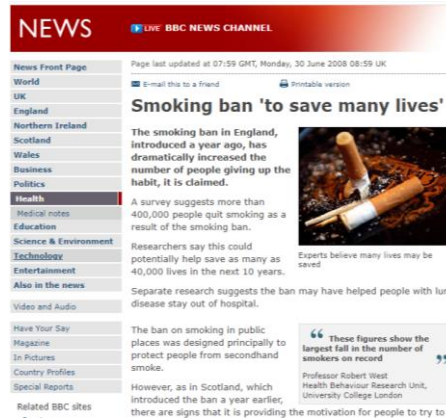 NEWS
LIVE BBC NEWS CHANNEL
News Front Page
World
UK
England
Northern Ireland
Scotland
Wales
Business
Politics
Health
Medical notes
Education
Science & Environment
Technology
Entertainment
Also in the news
Video and Audio
Have Your Say
Magazine
In Pictures
Country Profiles
Special Reports
Related BBC sites
Page last updated at 07:59 GMT, Monday, 30 June 2008 08:59 UK
E-mail this to a friend
Printable version
Smoking ban 'to save many lives'
The smoking ban in England,
introduced a year ago, has
dramatically increased the
number of people giving up the
habit, it is claimed.
A survey suggests more than
400,000 people quit smoking as a
result of the smoking ban.
Researchers say this could
potentially help save as many as
40,000 lives in the next 10 years.
Experts believe many lives may be
saved
Separate research suggests the ban may have helped people with lun
disease stay out of hospital.
The ban on smoking in public
places was designed principally to
protect people from secondhand
smoke.
However, as in Scotland, which
introduced the ban a year earlier,
there are signs that it is providing the motivation for people to try to
“ These figures show the
largest fall in the number of
smokers on record ”
Professor Robert West
Health Behaviour Research Unit,
University College London